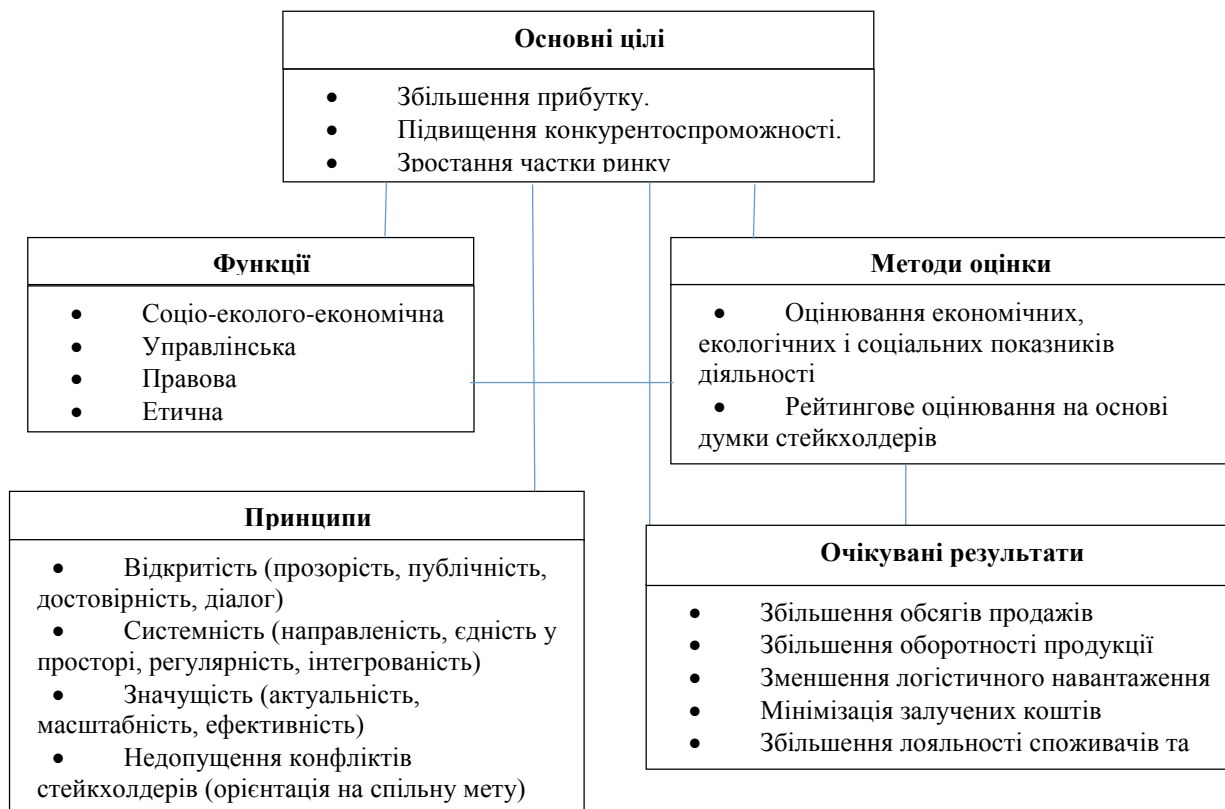 Основні цілі
• Збільшення прибутку.
• Підвищення конкурентоспроможності.
• Зростання частки ринку
Функції
• Соціо-еколого-економічна
• Управлінська
• Правова
• Етична
Методи оцінки
• Оцінювання економічних,
екологічних і соціальних показників
діяльності
• Рейтингове оцінювання на основі
думки стейкхолдерів
Принципи
• Відкритість (прозорість, публічність,
достовірність, діалог)
• Системність (направленість, єдність у
просторі, регулярність, інтегрованість)
• Значущість (актуальність,
масштабність, ефективність)
• Недопущення конфліктів
стейкхолдерів (орієнтація на спільну мету)
Очікувані результати
• Збільшення обсягів продажів
• Збільшення оборотності продукції
• Зменшення логістичного навантаження
• Мінімізація залучених коштів
• Збільшення лояльності споживачів та